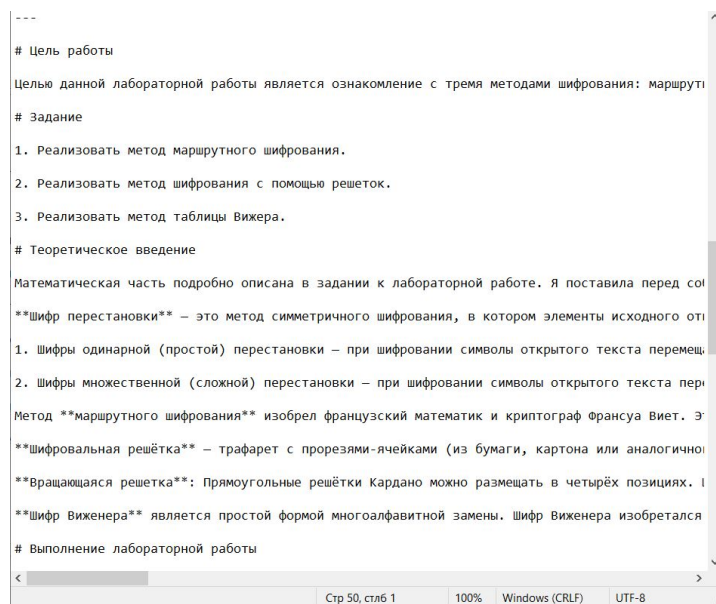 ---
# Цель работы
Целью данной лабораторной работы является ознакомление с тремя методами шифрования:
# Задание
1. Реализовать метод маршрутного шифрования.
2. Реализовать метод шифрования с помощью решеток.
3. Реализовать метод таблицы Вижера.
# Теоретическое введение
Математическая часть подробно описана в задании к лабораторной работе. Я поставила перед
**Шифр перестановки** — это метод симметричного шифрования, в котором элементы исходного
1. Шифры одинарной (простой) перестановки — при шифровании символы открытого текста
2. Шифры множественной (сложной) перестановки — при шифровании символы открытого текста
Метод **маршрутного шифрования** изобрел французский математик и криптограф Франсуа Виет.
**Шифровальная решётка** — трафарет с прорезями-ячейками (из бумаги, картона или
**Вращающаяся решетка**: Прямоугольные решётки Кардано можно размещать в четырёх позициях.
**Шифр Виженера** является простой формой многоалфавитной замены. Шифр Виженера изобретался
# Выполнение лабораторной работы
Стр 50, стлб 1 100% Windows (CRLF) UTF-8